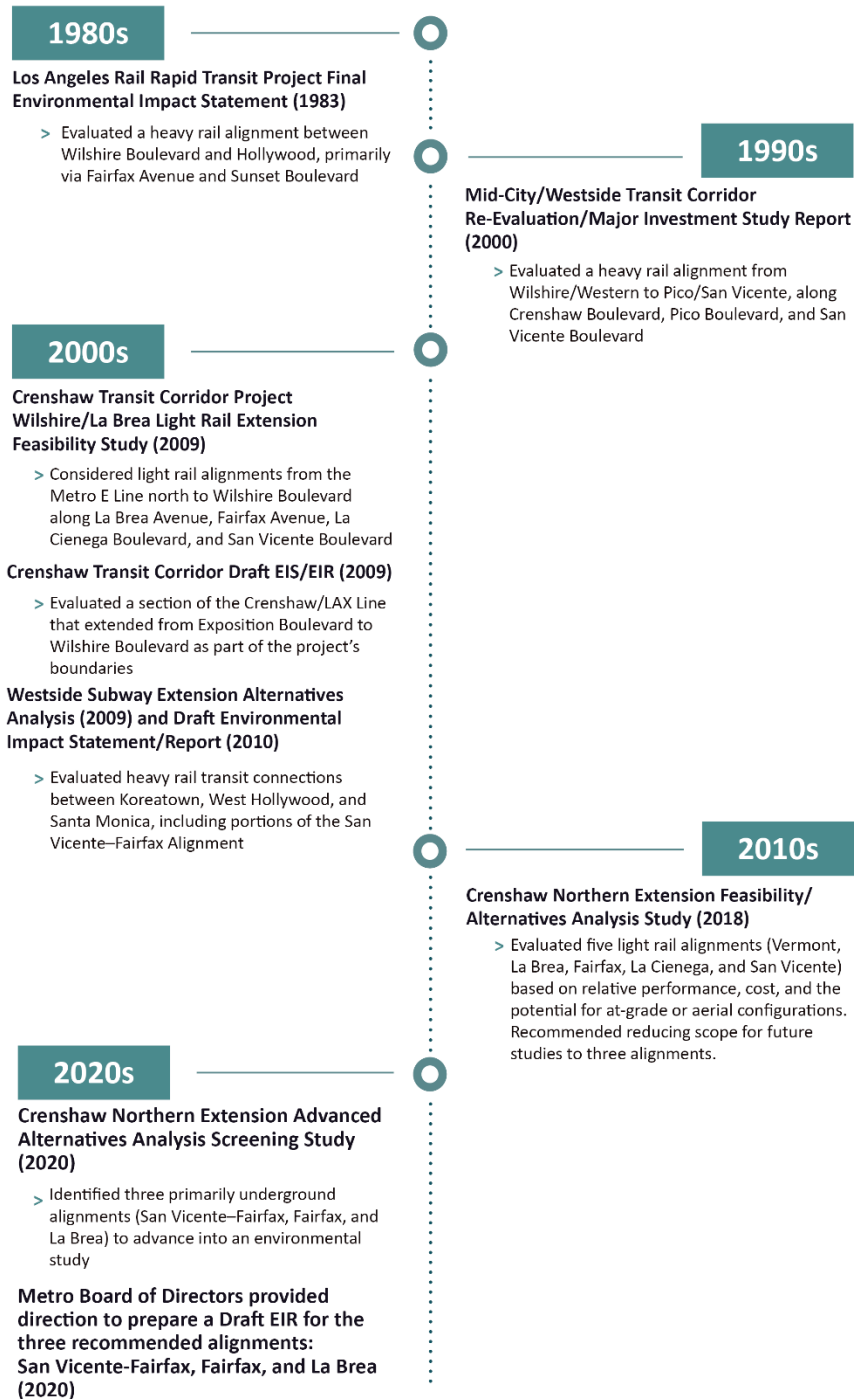 1980s
Los Angeles Rail Rapid Transit Project Final
Environmental Impact Statement (1983)
> Evaluated a heavy rail alignment between
Wilshire Boulevard and Hollywood, primarily
via Fairfax Avenue and Sunset Boulevard
1990s
Mid-City/Westside Transit Corridor
Re-Evaluation/Major Investment Study Report
(2000)
> Evaluated a heavy rail alignment from
Wilshire/Western to Pico/San Vicente, along
Crenshaw Boulevard, Pico Boulevard, and San
Vicente Boulevard
2000s
Crenshaw Transit Corridor Project
Wilshire/La Brea Light Rail Extension
Feasibility Study (2009)
> Considered light rail alignments from the
Metro E Line north to Wilshire Boulevard
along La Brea Avenue, Fairfax Avenue, La
Cienega Boulevard, and San Vicente Boulevard
Crenshaw Transit Corridor Draft EIS/EIR (2009)
> Evaluated a section of the Crenshaw/LAX Line
that extended from Exposition Boulevard to
Wilshire Boulevard as part of the project's
boundaries
Westside Subway Extension Alternatives
Analysis (2009) and Draft Environmental
Impact Statement/Report (2010)
> Evaluated heavy rail transit connections
between Koreatown, West Hollywood, and
Santa Monica, including portions of the San
Vicente–Fairfax Alignment
2010s
Crenshaw Northern Extension Feasibility/
Alternatives Analysis Study (2018)
> Evaluated five light rail alignments (Vermont,
La Brea, Fairfax, La Cienega, and San Vicente)
based on relative performance, cost, and the
potential for at-grade or aerial configurations.
Recommended reducing scope for future
studies to three alignments.
2020s
Crenshaw Northern Extension Advanced
Alternatives Analysis Screening Study
(2020)
> Identified three primarily underground
alignments (San Vicente–Fairfax, Fairfax, and
La Brea) to advance into an environmental
study
Metro Board of Directors provided
direction to prepare a Draft EIR for the
three recommended alignments:
San Vicente-Fairfax, Fairfax, and La Brea
(2020)